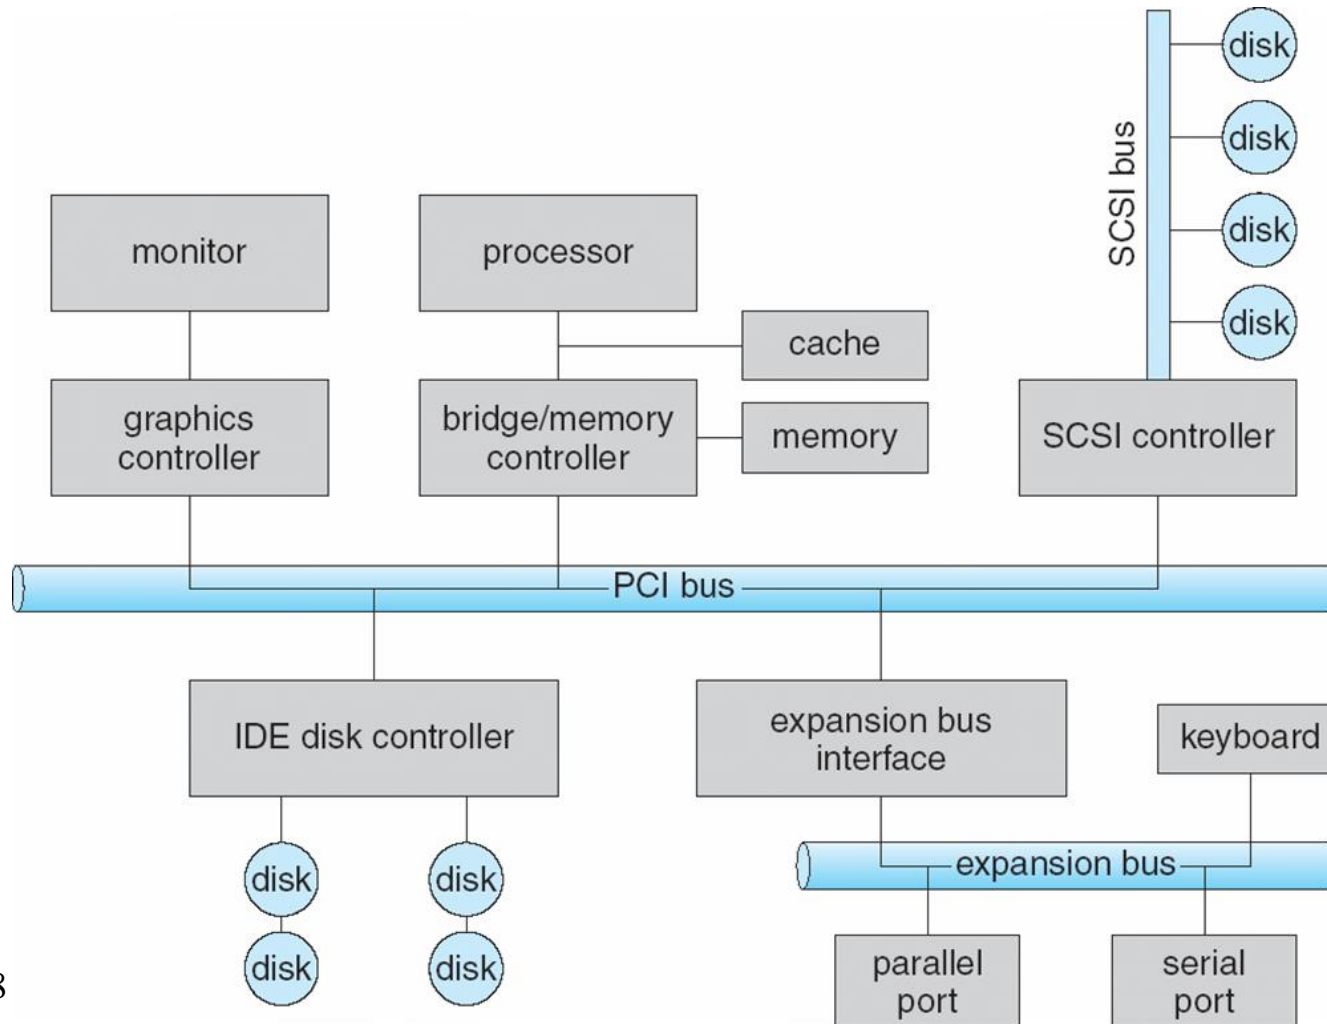 disk
disk
disk
disk
SCSI bus
monitor
processor
cache
graphics
controller
bridge/memory
controller
memory
SCSI controller
PCI bus
IDE disk controller
expansion bus
interface
keyboard
disk
disk
disk
disk
expansion bus
parallel
port
serial
port
8